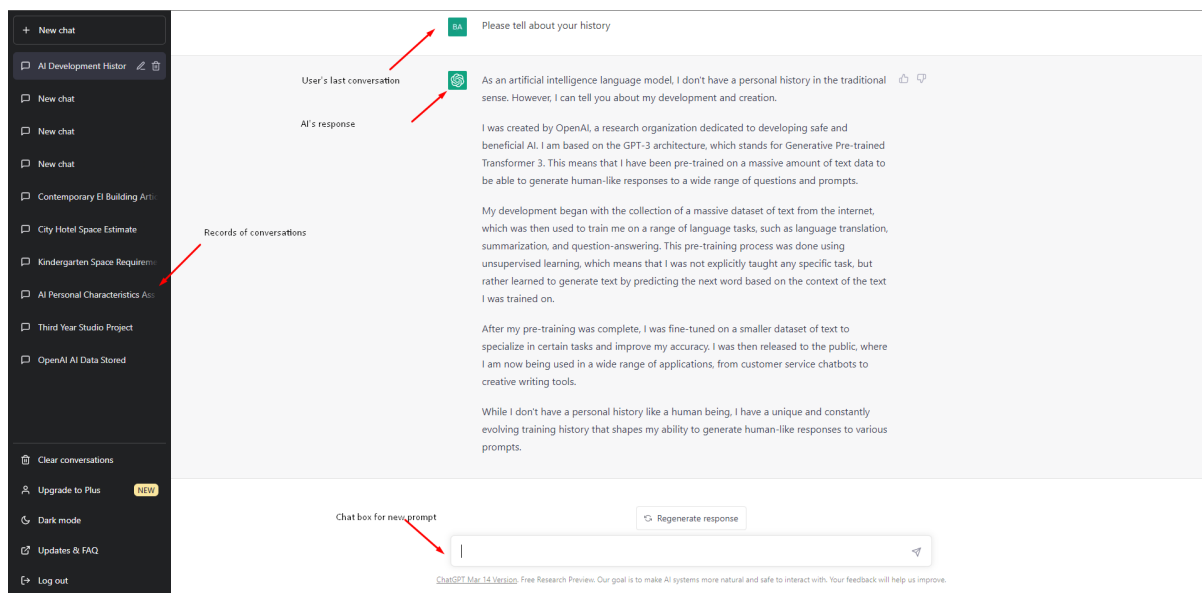 New chat
AI Development Histor
New chat
New chat
New chat
Contemporary EI Building Artic
City Hotel Space Estimate
Kindergarten Space Requireme
AI Personal Characteristics Ass
Third Year Studio Project
OpenAI AI Data Stored
Clear conversations
Upgrade to Plus NEW
Dark mode
Updates & FAQ
Log out
BA Please tell about your history
User's last conversation
AI's response
Records of conversations
As an artificial intelligence language model, I don't have a personal history in the traditional
sense. However, I can tell you about my development and creation.
I was created by OpenAI, a research organization dedicated to developing safe and
beneficial AI. I am based on the GPT-3 architecture, which stands for Generative Pre-trained
Transformer 3. This means that I have been pre-trained on a massive amount of text data to
be able to generate human-like responses to a wide range of questions and prompts.
My development began with the collection of a massive dataset of text from the internet,
which was then used to train me on a range of language tasks, such as language translation,
summarization, and question-answering. This pre-training process was done using
unsupervised learning, which means that I was not explicitly taught any specific task, but
rather learned to generate text by predicting the next word based on the context of the text
I was trained on.
After my pre-training was complete, I was fine-tuned on a smaller dataset of text to
specialize in certain tasks and improve my accuracy. I was then released to the public, where
I am now being used in a wide range of applications, from customer service chatbots to
creative writing tools.
While I don't have a personal history like a human being, I have a unique and constantly
evolving training history that shapes my ability to generate human-like responses to various
prompts.
Chat box for new prompt
Regenerate response
ChatGPT Mar 14 Version. Free Research Preview. Our goal is to make AI systems more natural and safe to interact with. Your feedback will help us improve.